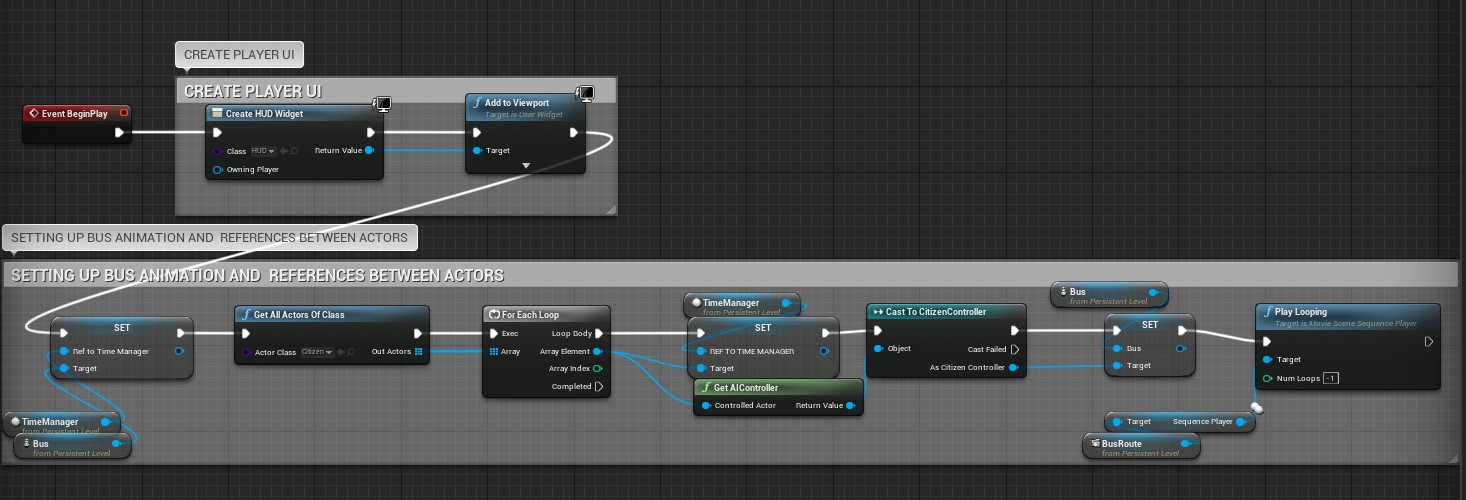 CREATE PLAYER UI
CREATE PLAYER UI
Event BeginPlay
Create HUD Widget
Class HUD Return Value
Owning Player
Add to Viewport
Target is User Widget
Target
SETTING UP BUS ANIMATION AND REFERENCES BETWEEN ACTORS
SETTING UP BUS ANIMATION AND REFERENCES BETWEEN ACTORS
SET
Ref to Time Manager
Target
TimeManager
from Persistent Level
Bus
from Persistent Level
Get All Actors Of Class
Actor Class Citizen Out Actors
For Each Loop
Exec Loop Body
Array Array Element
Array Index
Completed
TimeManager
from Persistent Level
SET
REF TO TIME MANAGER
Target
Get AIController
Controlled Actor Return Value
Cast To CitizenController
Object Cast Failed
As Citizen Controller
Bus
from Persistent Level
SET
Bus
Target
Target Sequence Player
BusRoute
from Persistent Level
Play Looping
Target is Movie Scene Sequence Player
Target
Num Loops -1